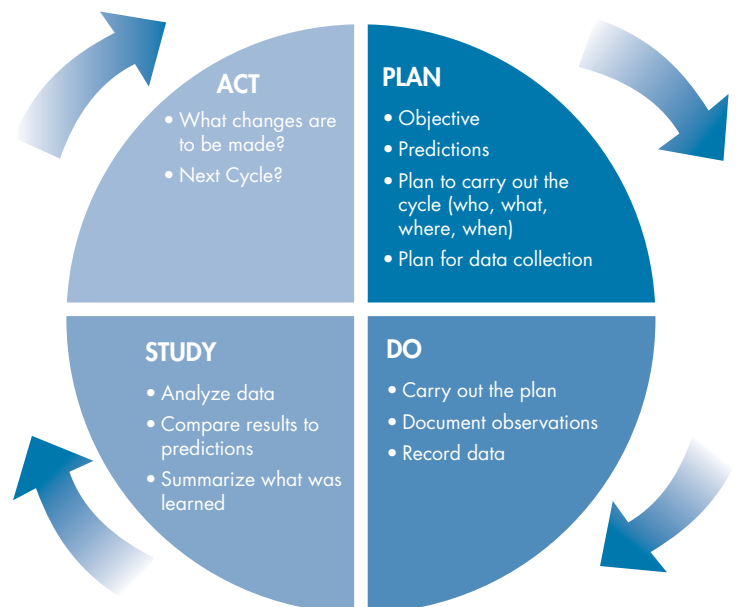 ACT
• What changes are
to be made?
• Next Cycle?
PLAN
• Objective
• Predictions
• Plan to carry out the
cycle (who, what,
where, when)
• Plan for data collection
STUDY
• Analyze data
• Compare results to
predictions
• Summarize what was
learned
DO
• Carry out the plan
• Document observations
• Record data